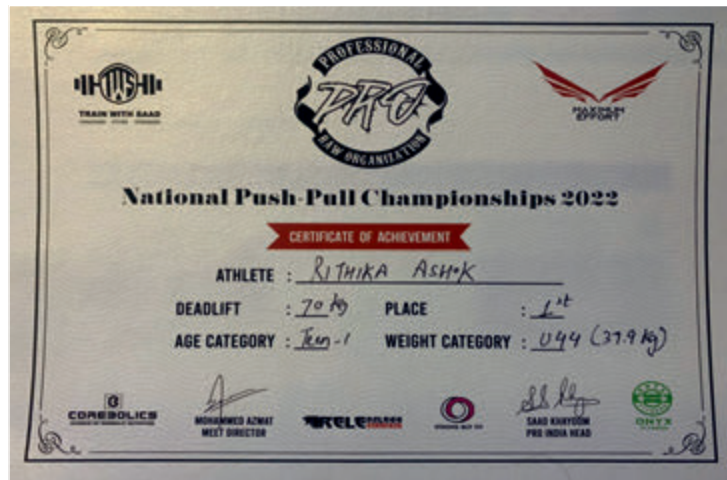 PROFESSIONAL
PRO
RAW ORGANIZATION
TWS
TRAIN WITH SAAD
MAXIMUM
EFFORT
National Push-Pull Championships 2022
CERTIFICATE OF ACHIEVEMENT
ATHLETE : RITHIKA ASHOK
DEADLIFT : 70 kg PLACE : 1st
AGE CATEGORY : Teen-1 WEIGHT CATEGORY : U44 (37.9 kg)
COREBOLICS
MOHAMMED AZMAT
MEET DIRECTOR
SAAD KHAYOOM
PRO INDIA HEAD
ONYX